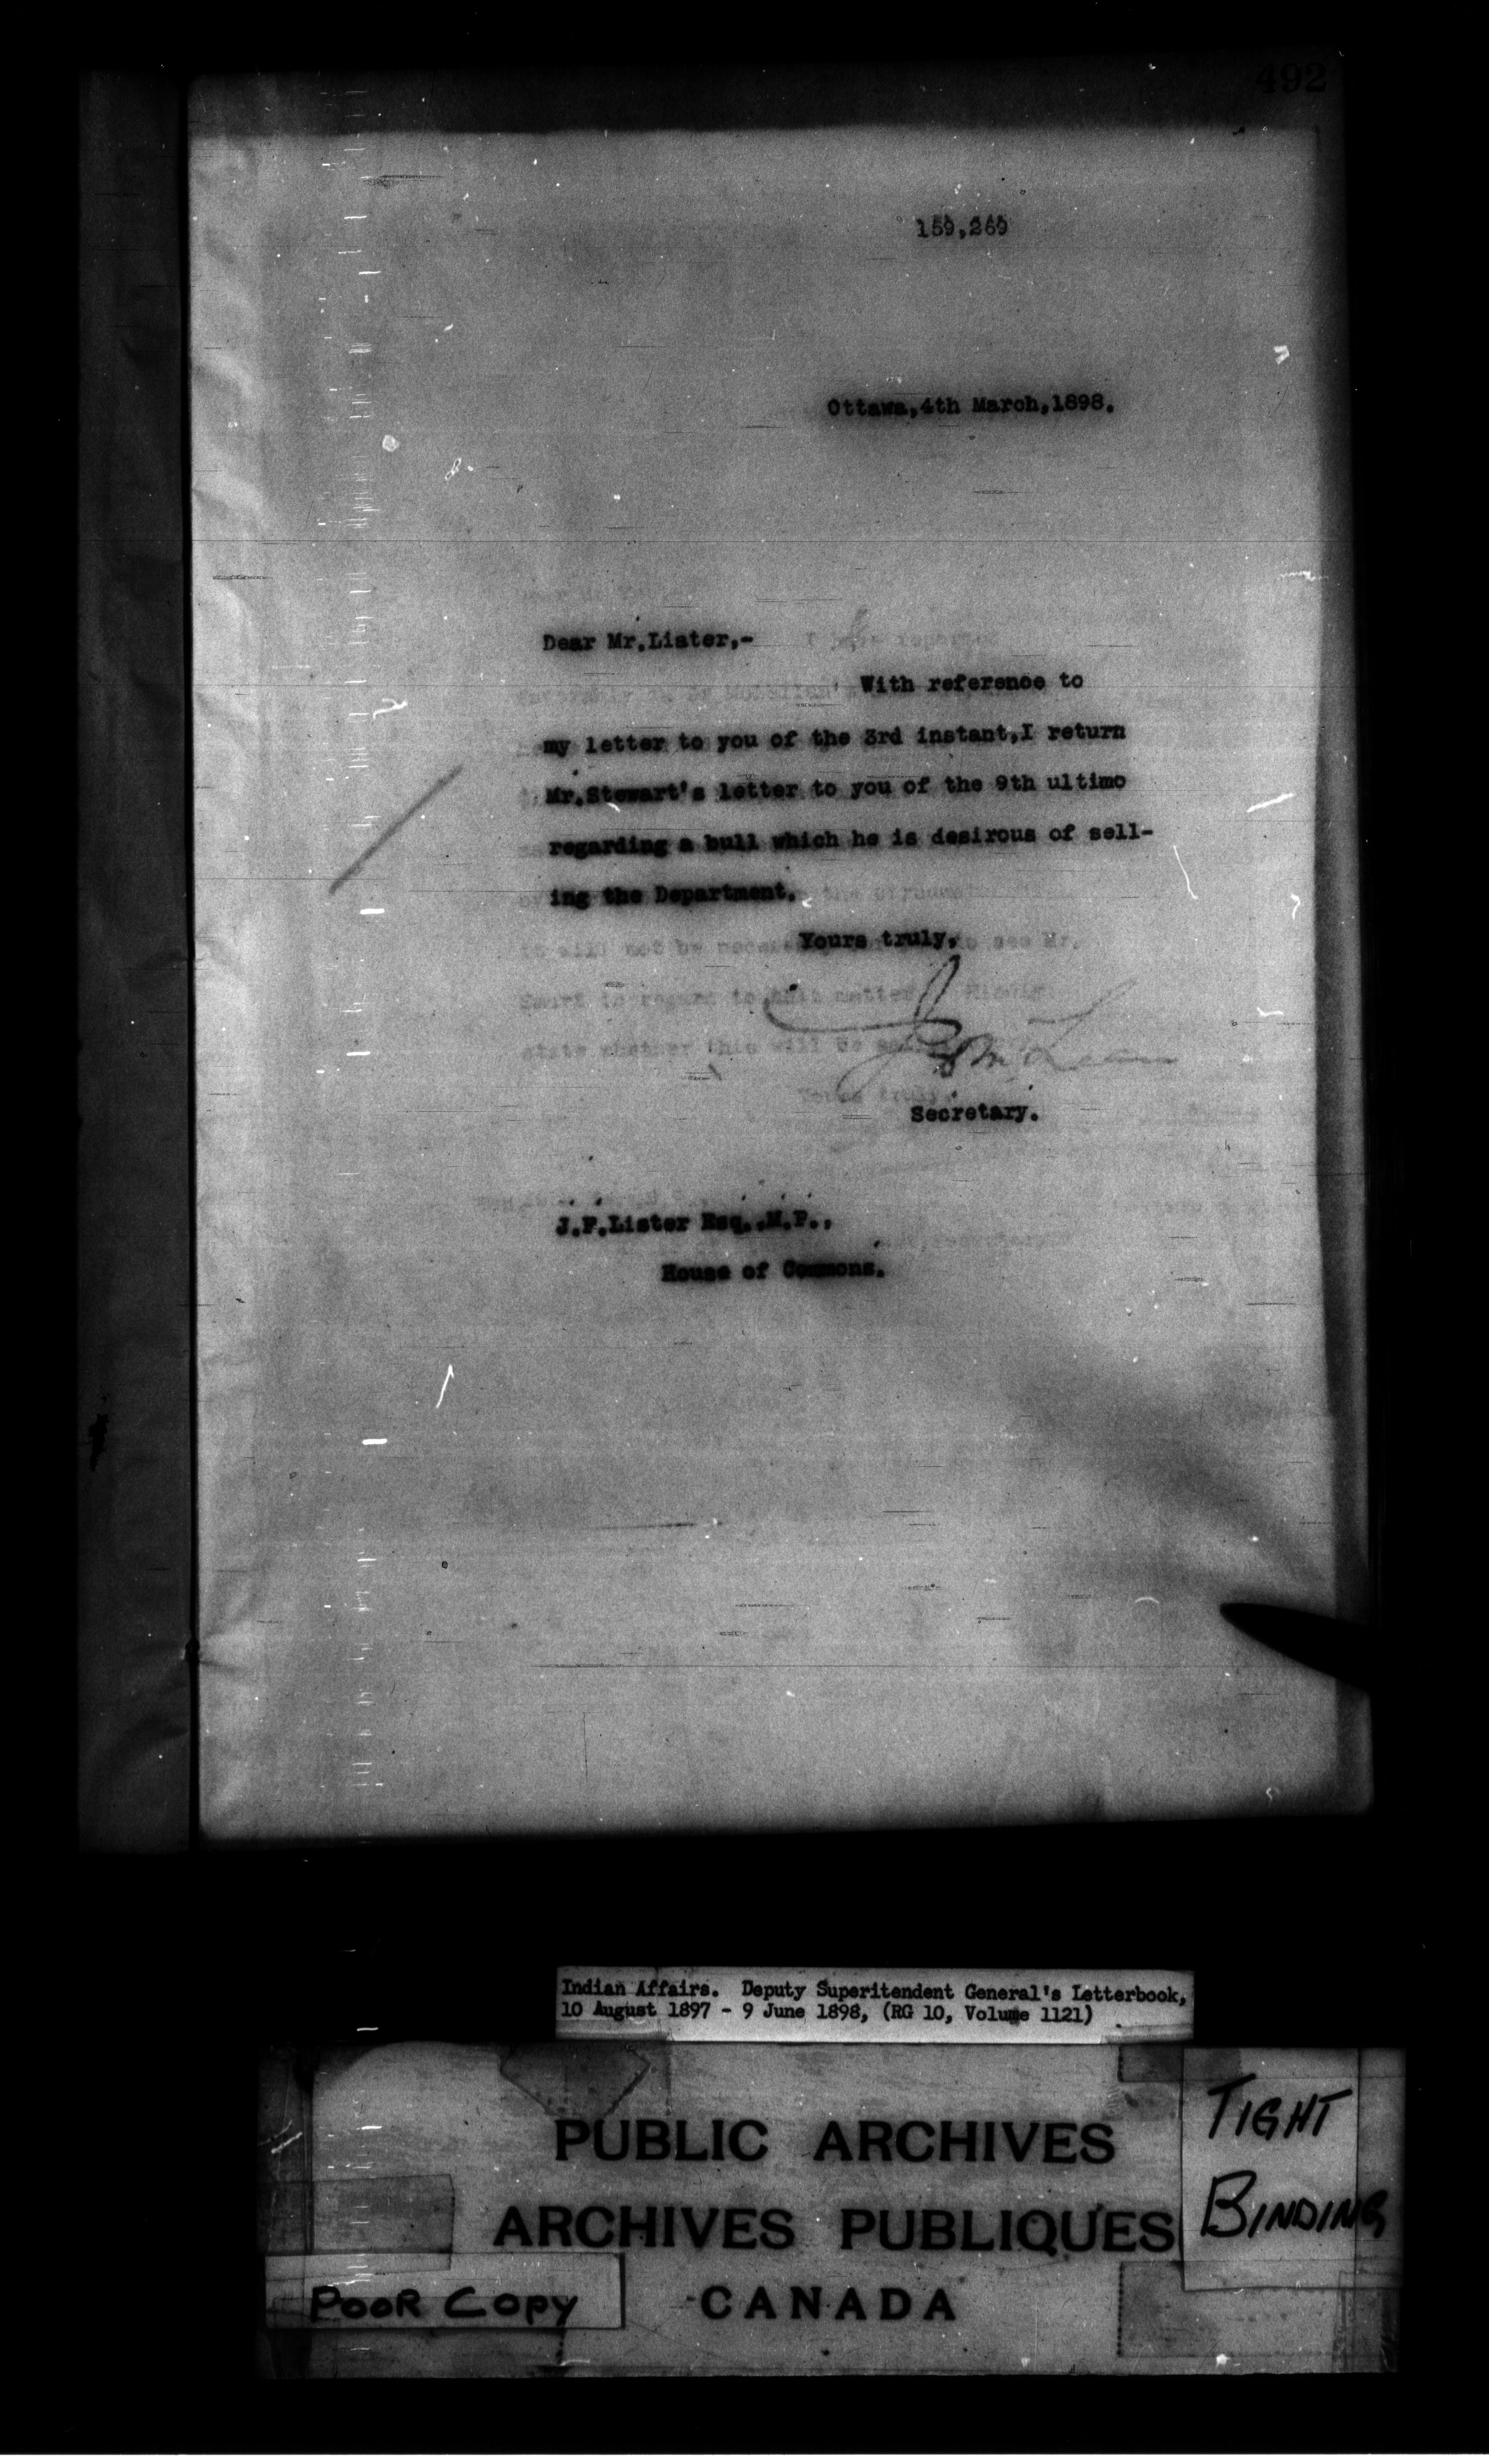 492
159,269
Ottawa,4th March,1898.
Dear Mr.Lister,-
With reference to
my letter to you of the 3rd instant,I return
Mr.Stewart's letter to you of the 9th ultimo
regarding a bull which he is desirous of sell-
ing the Department.
Yours truly,
J D McLean
Secretary.
J.F.Lister Esq.,M.P.,
House of Commons.
Indian Affairs. Deputy Superitendent General's Letterbook,
10 August 1897 - 9 June 1898, (RG 10, Volume 1121)
PUBLIC ARCHIVES
ARCHIVES PUBLIQUES
CANADA
TIGHT
BINDING
POOR COPY